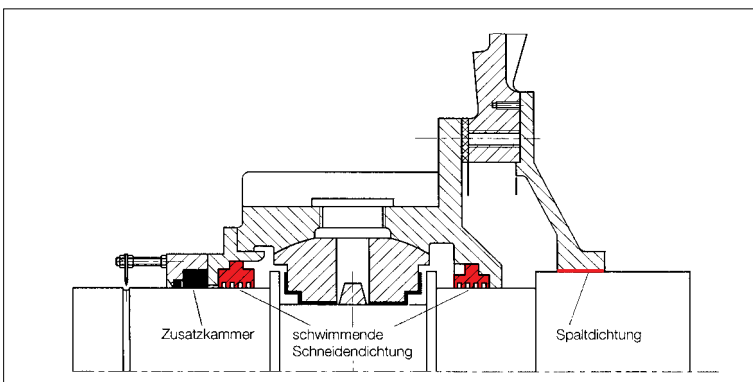 Zusatzkammer
schwimmende
Schneidendichtung
Spaltdichtung